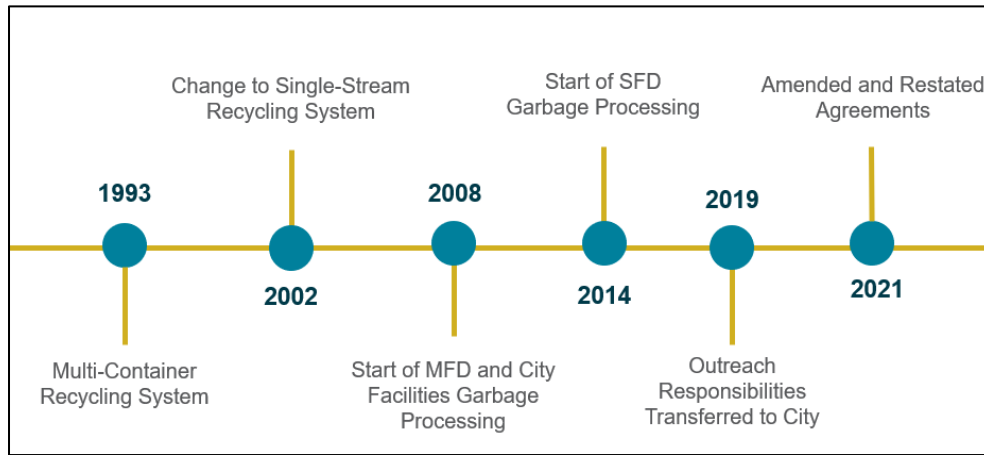 Change to Single-Stream
Recycling System
Start of SFD
Garbage Processing
Amended and Restated
Agreements
1993
2008
2019
2002
2014
2021
Multi-Container
Recycling System
Start of MFD and City
Facilities Garbage
Processing
Outreach
Responsibilities
Transferred to City